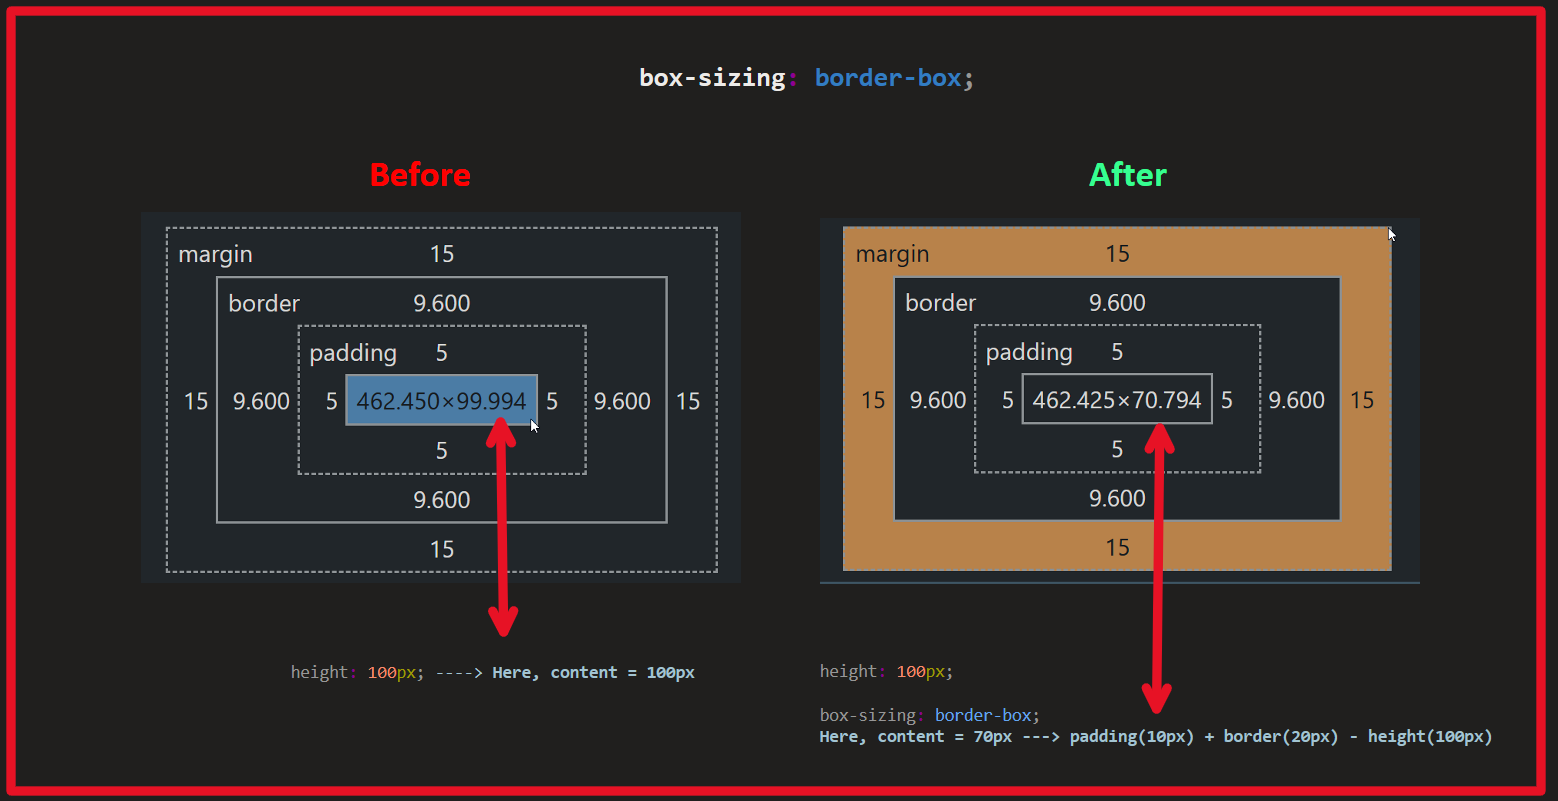 box-sizing: border-box;
Before
After
margin 15
border 9.600
padding 5
15 9.600 5 462.450×99.994 5 9.600 15
5
9.600
15
margin 15
border 9.600
padding 5
15 9.600 5 462.425×70.794 5 9.600 15
5
9.600
15
height: 100px; ----> Here, content = 100px
height: 100px;
box-sizing: border-box;
Here, content = 70px ---> padding(10px) + border(20px) - height(100px)